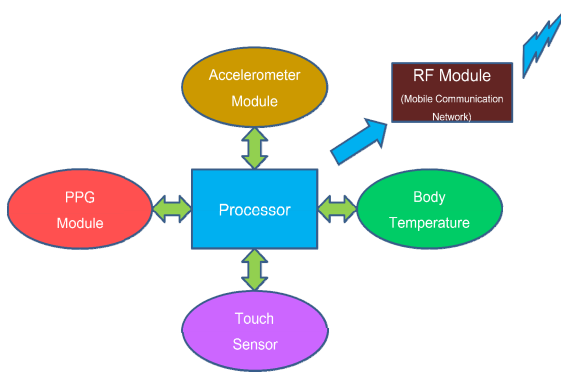 Accelerometer
Module
RF Module
(Mobile Communication
Network)
PPG
Module
Processor
Body
Temperature
Touch
Sensor